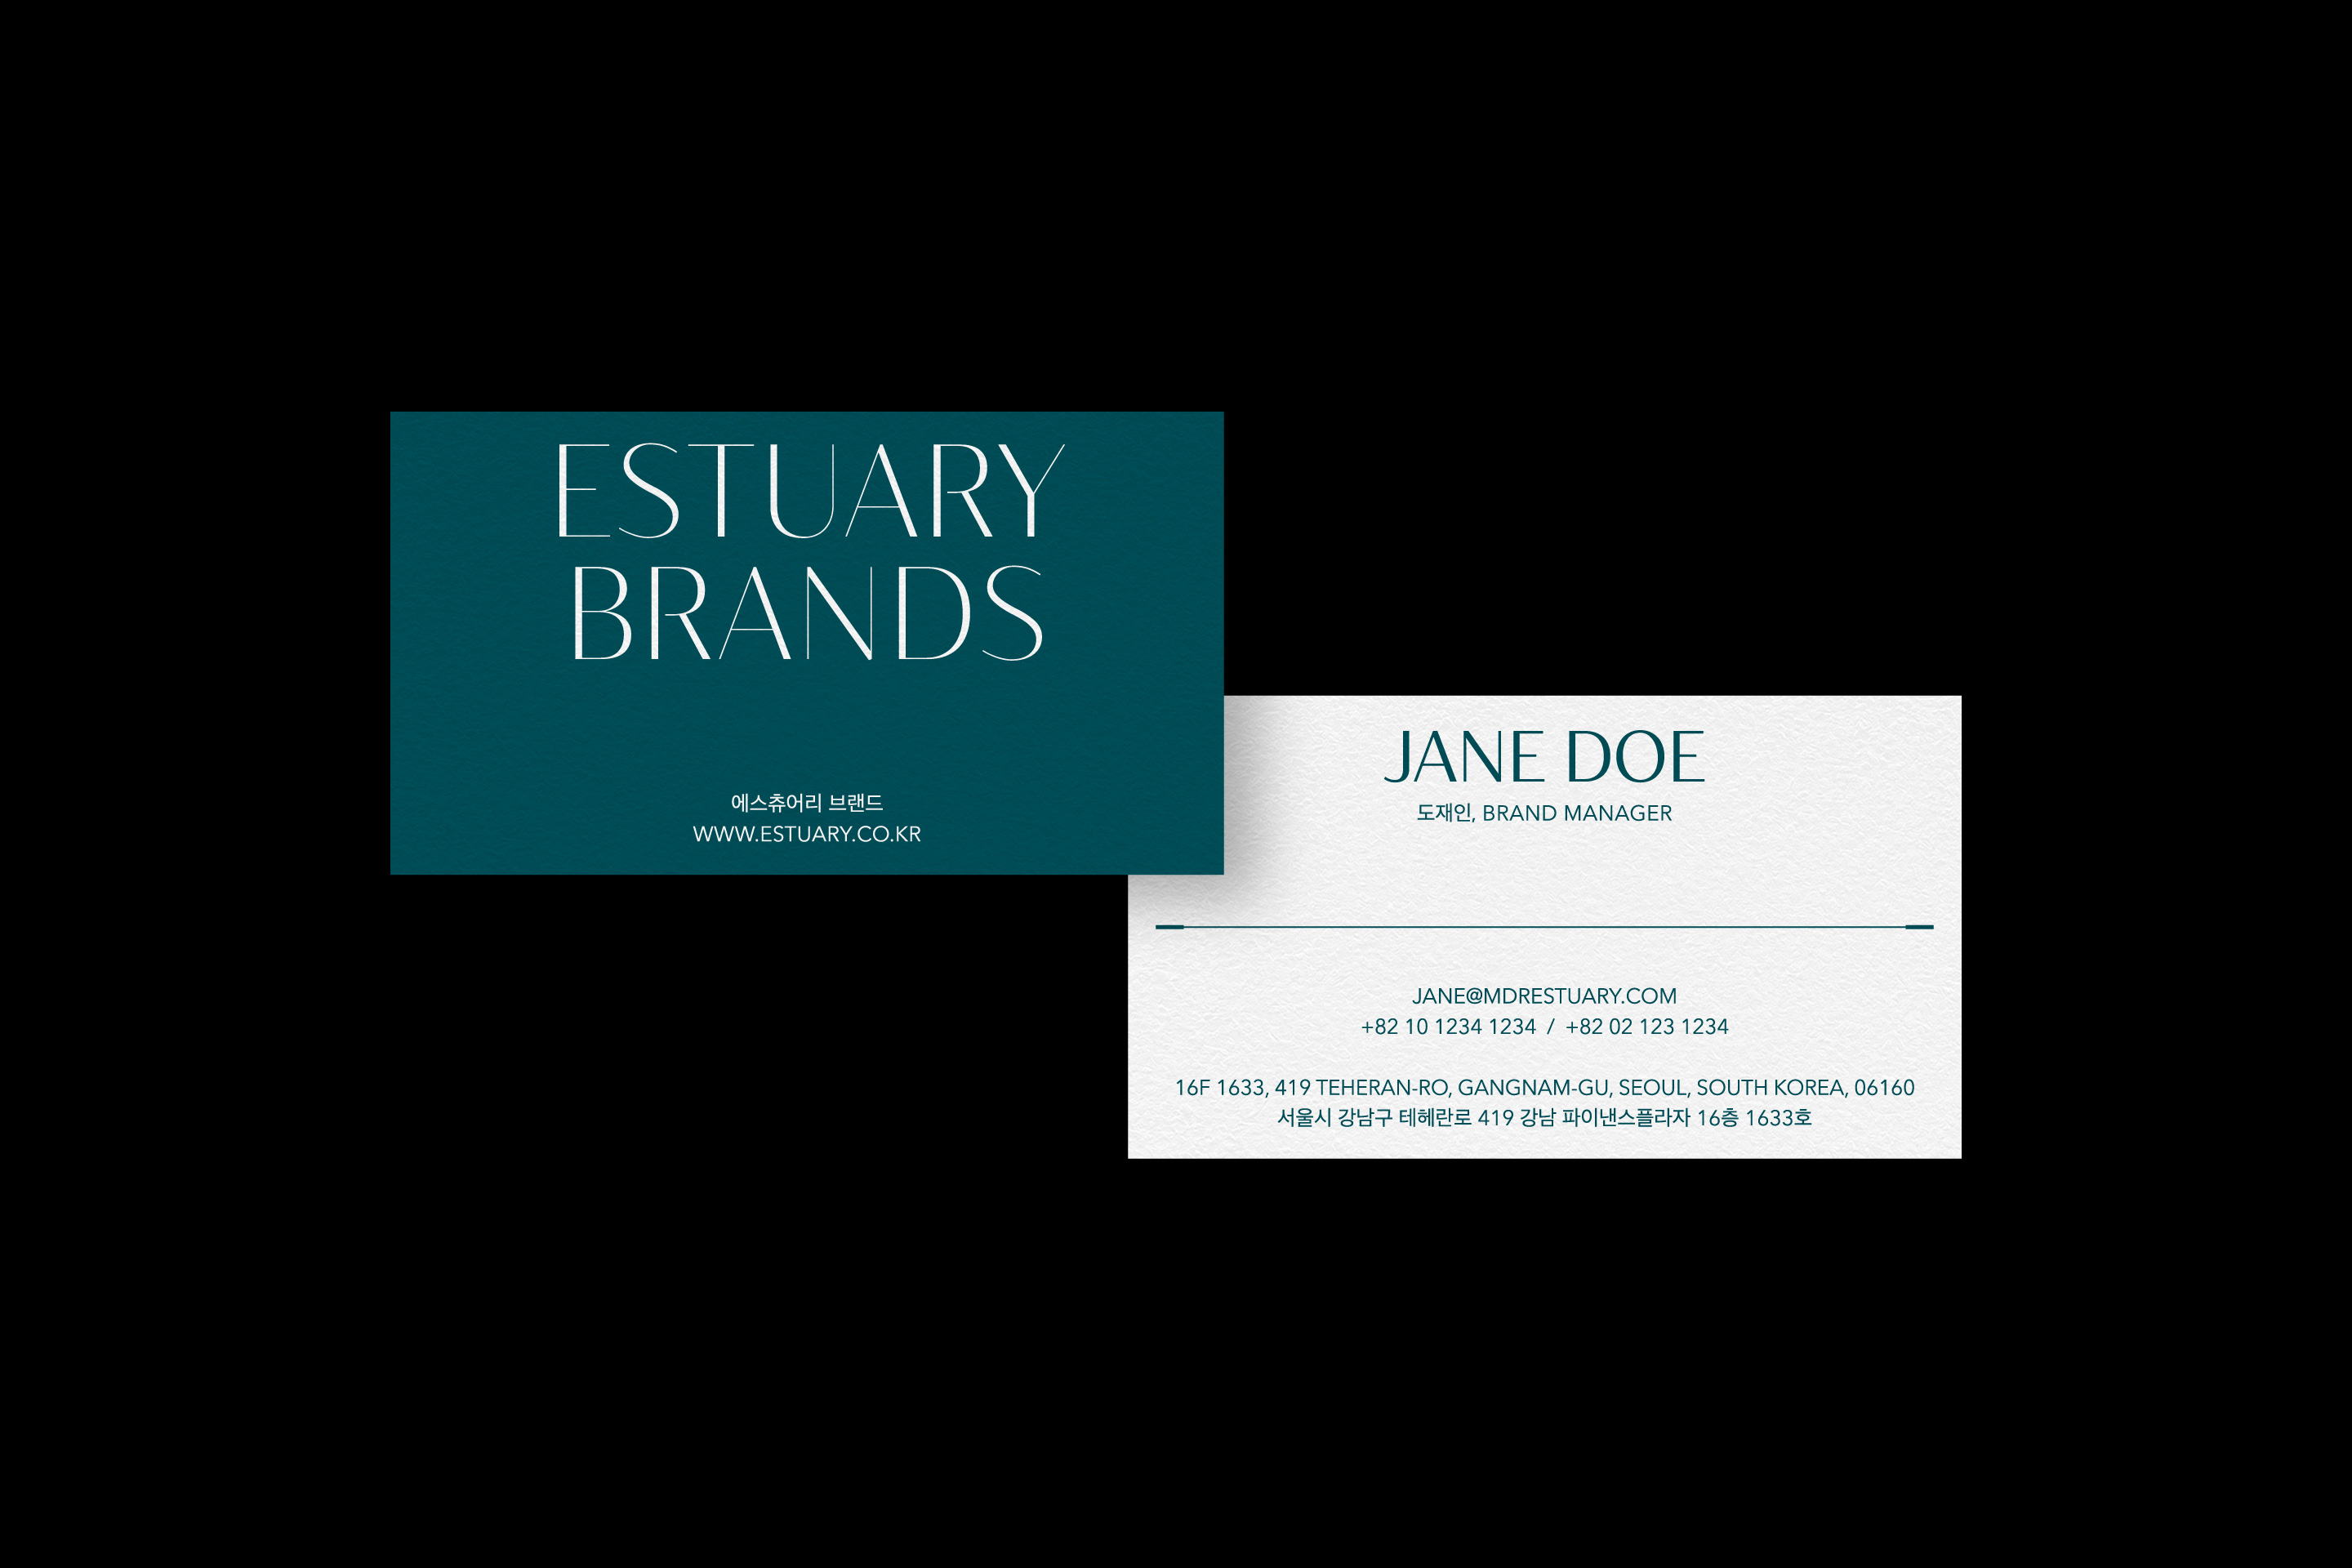 ESTUARY
BRANDS
에스츄어리 브랜드
WWW.ESTUARY.CO.KR
JANE DOE
도재인, BRAND MANAGER
JANE@MDRESTUARY.COM
+82 10 1234 1234 / +82 02 123 1234
16F 1633, 419 TEHERAN-RO, GANGNAM-GU, SEOUL, SOUTH KOREA, 06160
서울시 강남구 테헤란로 419 강남 파이낸스플라자 16층 1633호